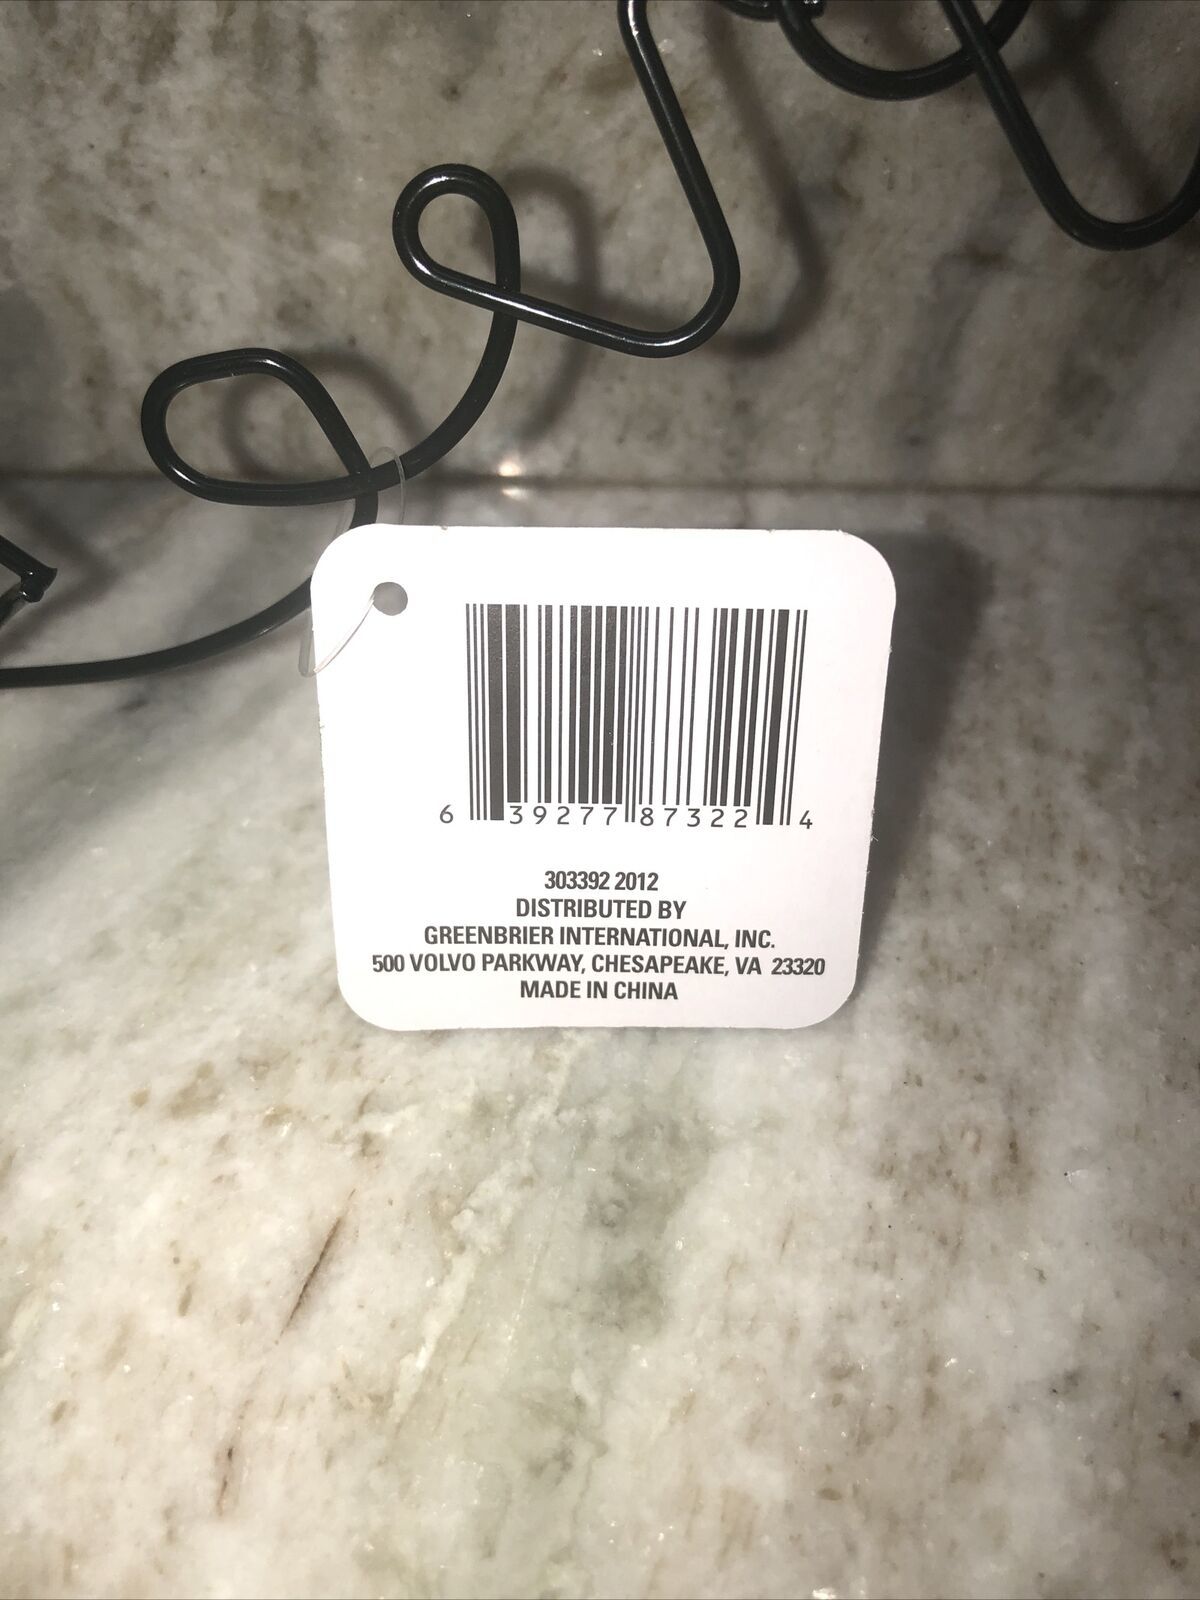 6 39277 87322 4
303392 2012
DISTRIBUTED BY
GREENBRIER INTERNATIONAL, INC.
500 VOLVO PARKWAY, CHESAPEAKE, VA 23320
MADE IN CHINA